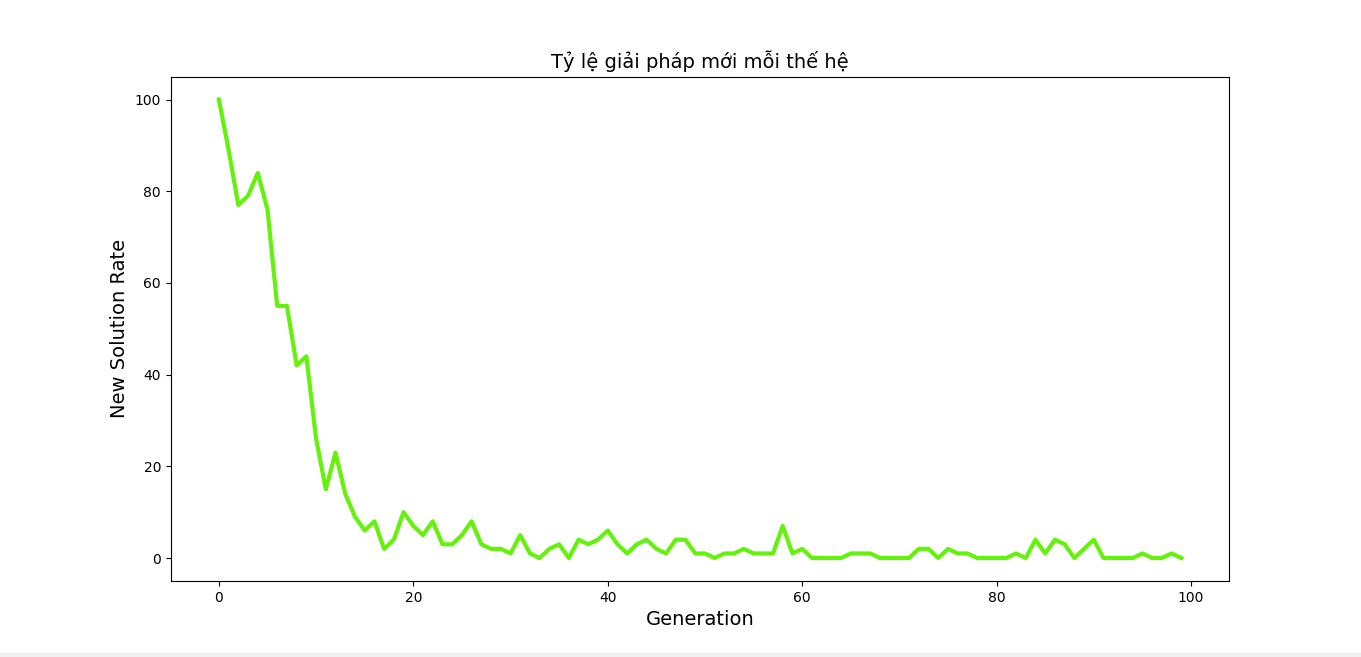 Tỷ lệ giải pháp mới mỗi thế hệ
100
80
60
40
20
0
New Solution Rate
0 20 40 60 80 100
Generation